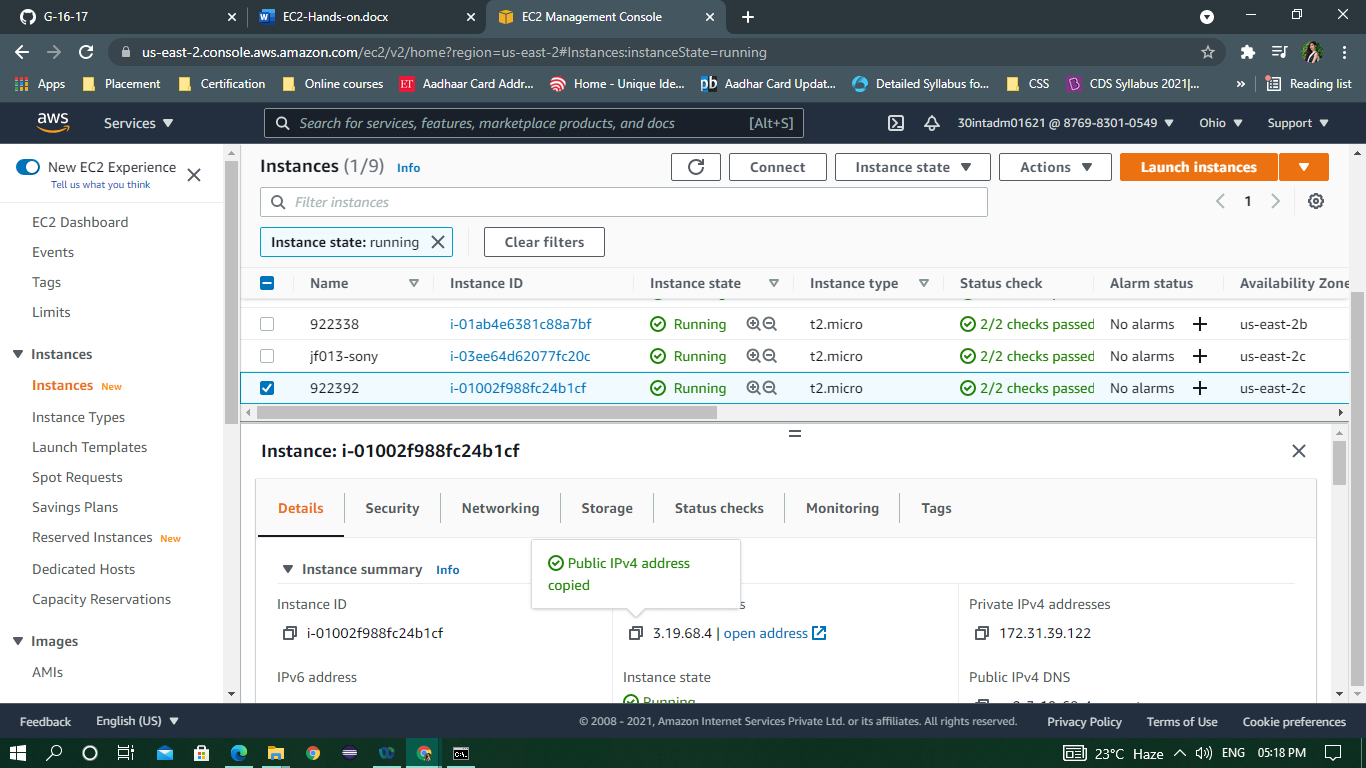 G-16-17
EC2-Hands-on.docx
EC2 Management Console
us-east-2.console.aws.amazon.com/ec2/v2/home?region=us-east-2#Instances:instanceState=running
Apps
Placement
Certification
Online courses
ET
Aadhaar Card Addr...
Home - Unique Ide...
pb
Aadhar Card Updat...
Detailed Syllabus fo...
CSS
CDS Syllabus 2021|...
»
Reading list
aws
Services
Search for services, features, marketplace products, and docs
[Alt+S]
30intadm01621 @ 8769-8301-0549
Ohio
Support
New EC2 Experience
Tell us what you think
EC2 Dashboard
Events
Tags
Limits
Instances
Instances New
Instance Types
Launch Templates
Spot Requests
Savings Plans
Reserved Instances New
Dedicated Hosts
Capacity Reservations
Images
AMIs
Instances (1/9) Info
Connect
Instance state
Actions
Launch instances
Filter instances
1
Instance state: running
Clear filters
Name Instance ID Instance state Instance type Status check Alarm status Availability Zone
922338 i-01ab4e6381c88a7bf Running t2.micro 2/2 checks passed No alarms + us-east-2b
jf013-sony i-03ee64d62077fc20c Running t2.micro 2/2 checks passed No alarms + us-east-2c
922392 i-01002f988fc24b1cf Running t2.micro 2/2 checks passed No alarms + us-east-2c
Instance: i-01002f988fc24b1cf
Details Security Networking Storage Status checks Monitoring Tags
Public IPv4 address
copied
Instance summary Info
Instance ID
Private IPv4 addresses
i-01002f988fc24b1cf
3.19.68.4 | open address
172.31.39.122
IPv6 address
Instance state
Public IPv4 DNS
Running
Feedback
English (US)
© 2008 - 2021, Amazon Internet Services Private Ltd. or its affiliates. All rights reserved.
Privacy Policy
Terms of Use
Cookie preferences
23°C Haze
ENG
05:18 PM